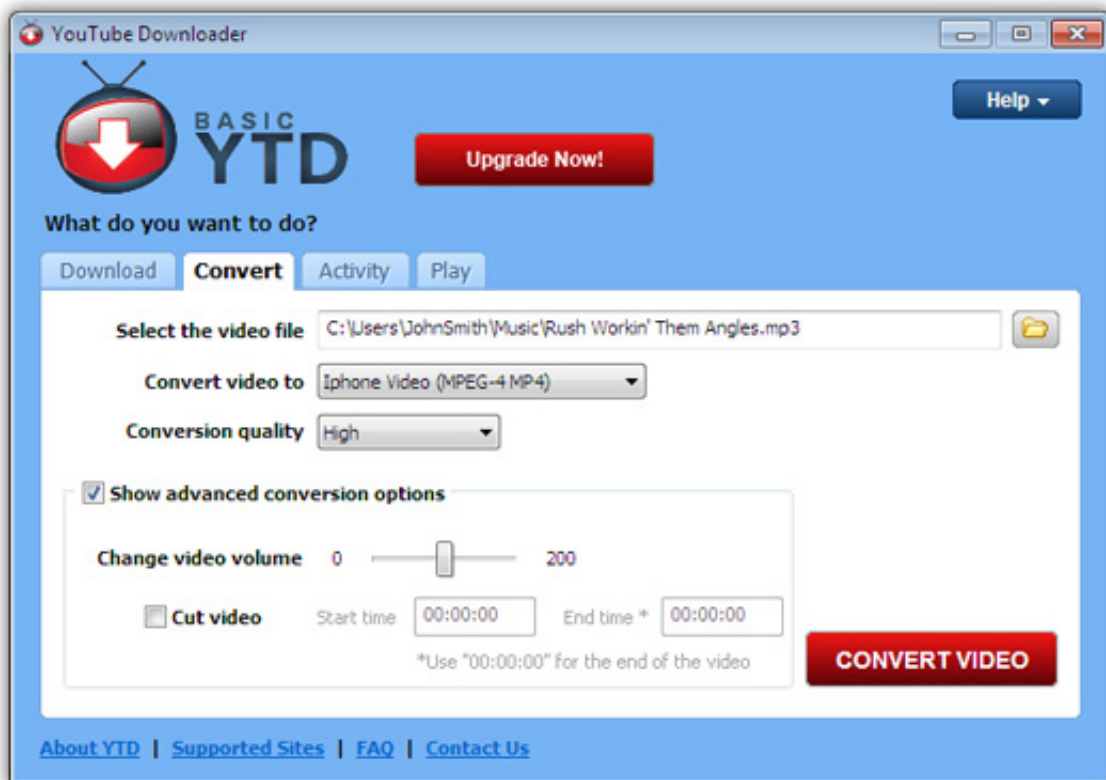 YouTube Downloader
BASIC
YTD
Upgrade Now!
Help
What do you want to do?
Download Convert Activity Play
Select the video file C:\Users\JohnSmith\Music\Rush Workin' Them Angles.mp3
Convert video to Iphone Video (MPEG-4 MP4)
Conversion quality High
Show advanced conversion options
Change video volume 0 200
Cut video Start time 00:00:00 End time * 00:00:00
*Use "00:00:00" for the end of the video
CONVERT VIDEO
About YTD | Supported Sites | FAQ | Contact Us